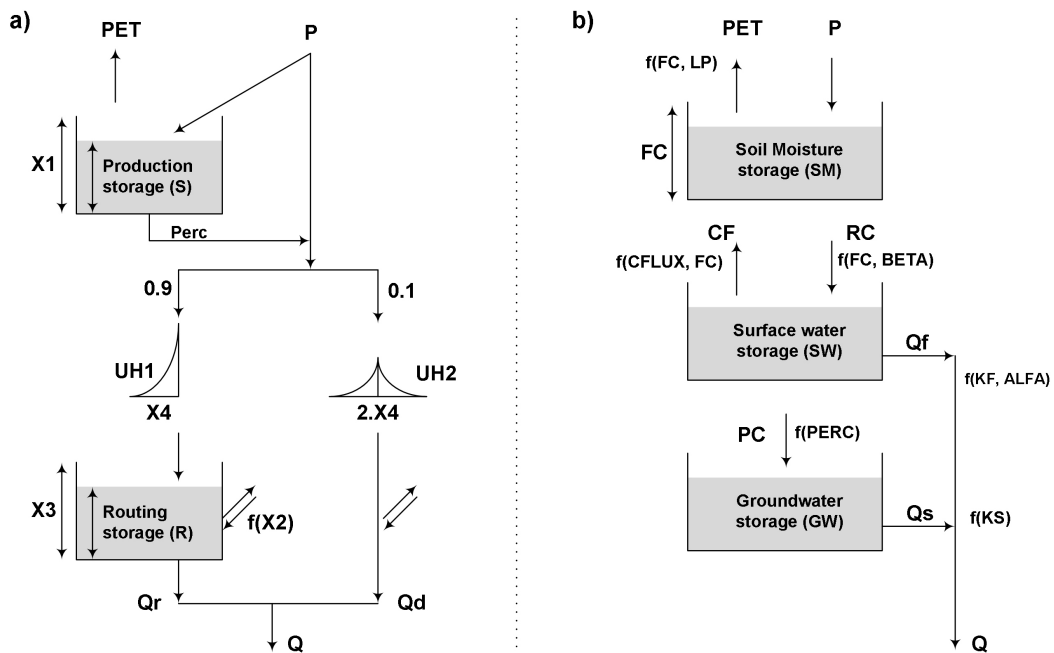 a)
PET
P
X1
Production
storage (S)
Perc
0.9
0.1
UH1
UH2
X4
2.X4
X3
Routing
storage (R)
f(X2)
Qr
Qd
Q
b)
PET
P
f(FC, LP)
FC
Soil Moisture
storage (SM)
CF
RC
f(CFLUX, FC)
f(FC, BETA)
Surface water
storage (SW)
Qf
f(KF, ALFA)
PC
f(PERC)
Groundwater
storage (GW)
Qs
f(KS)
Q